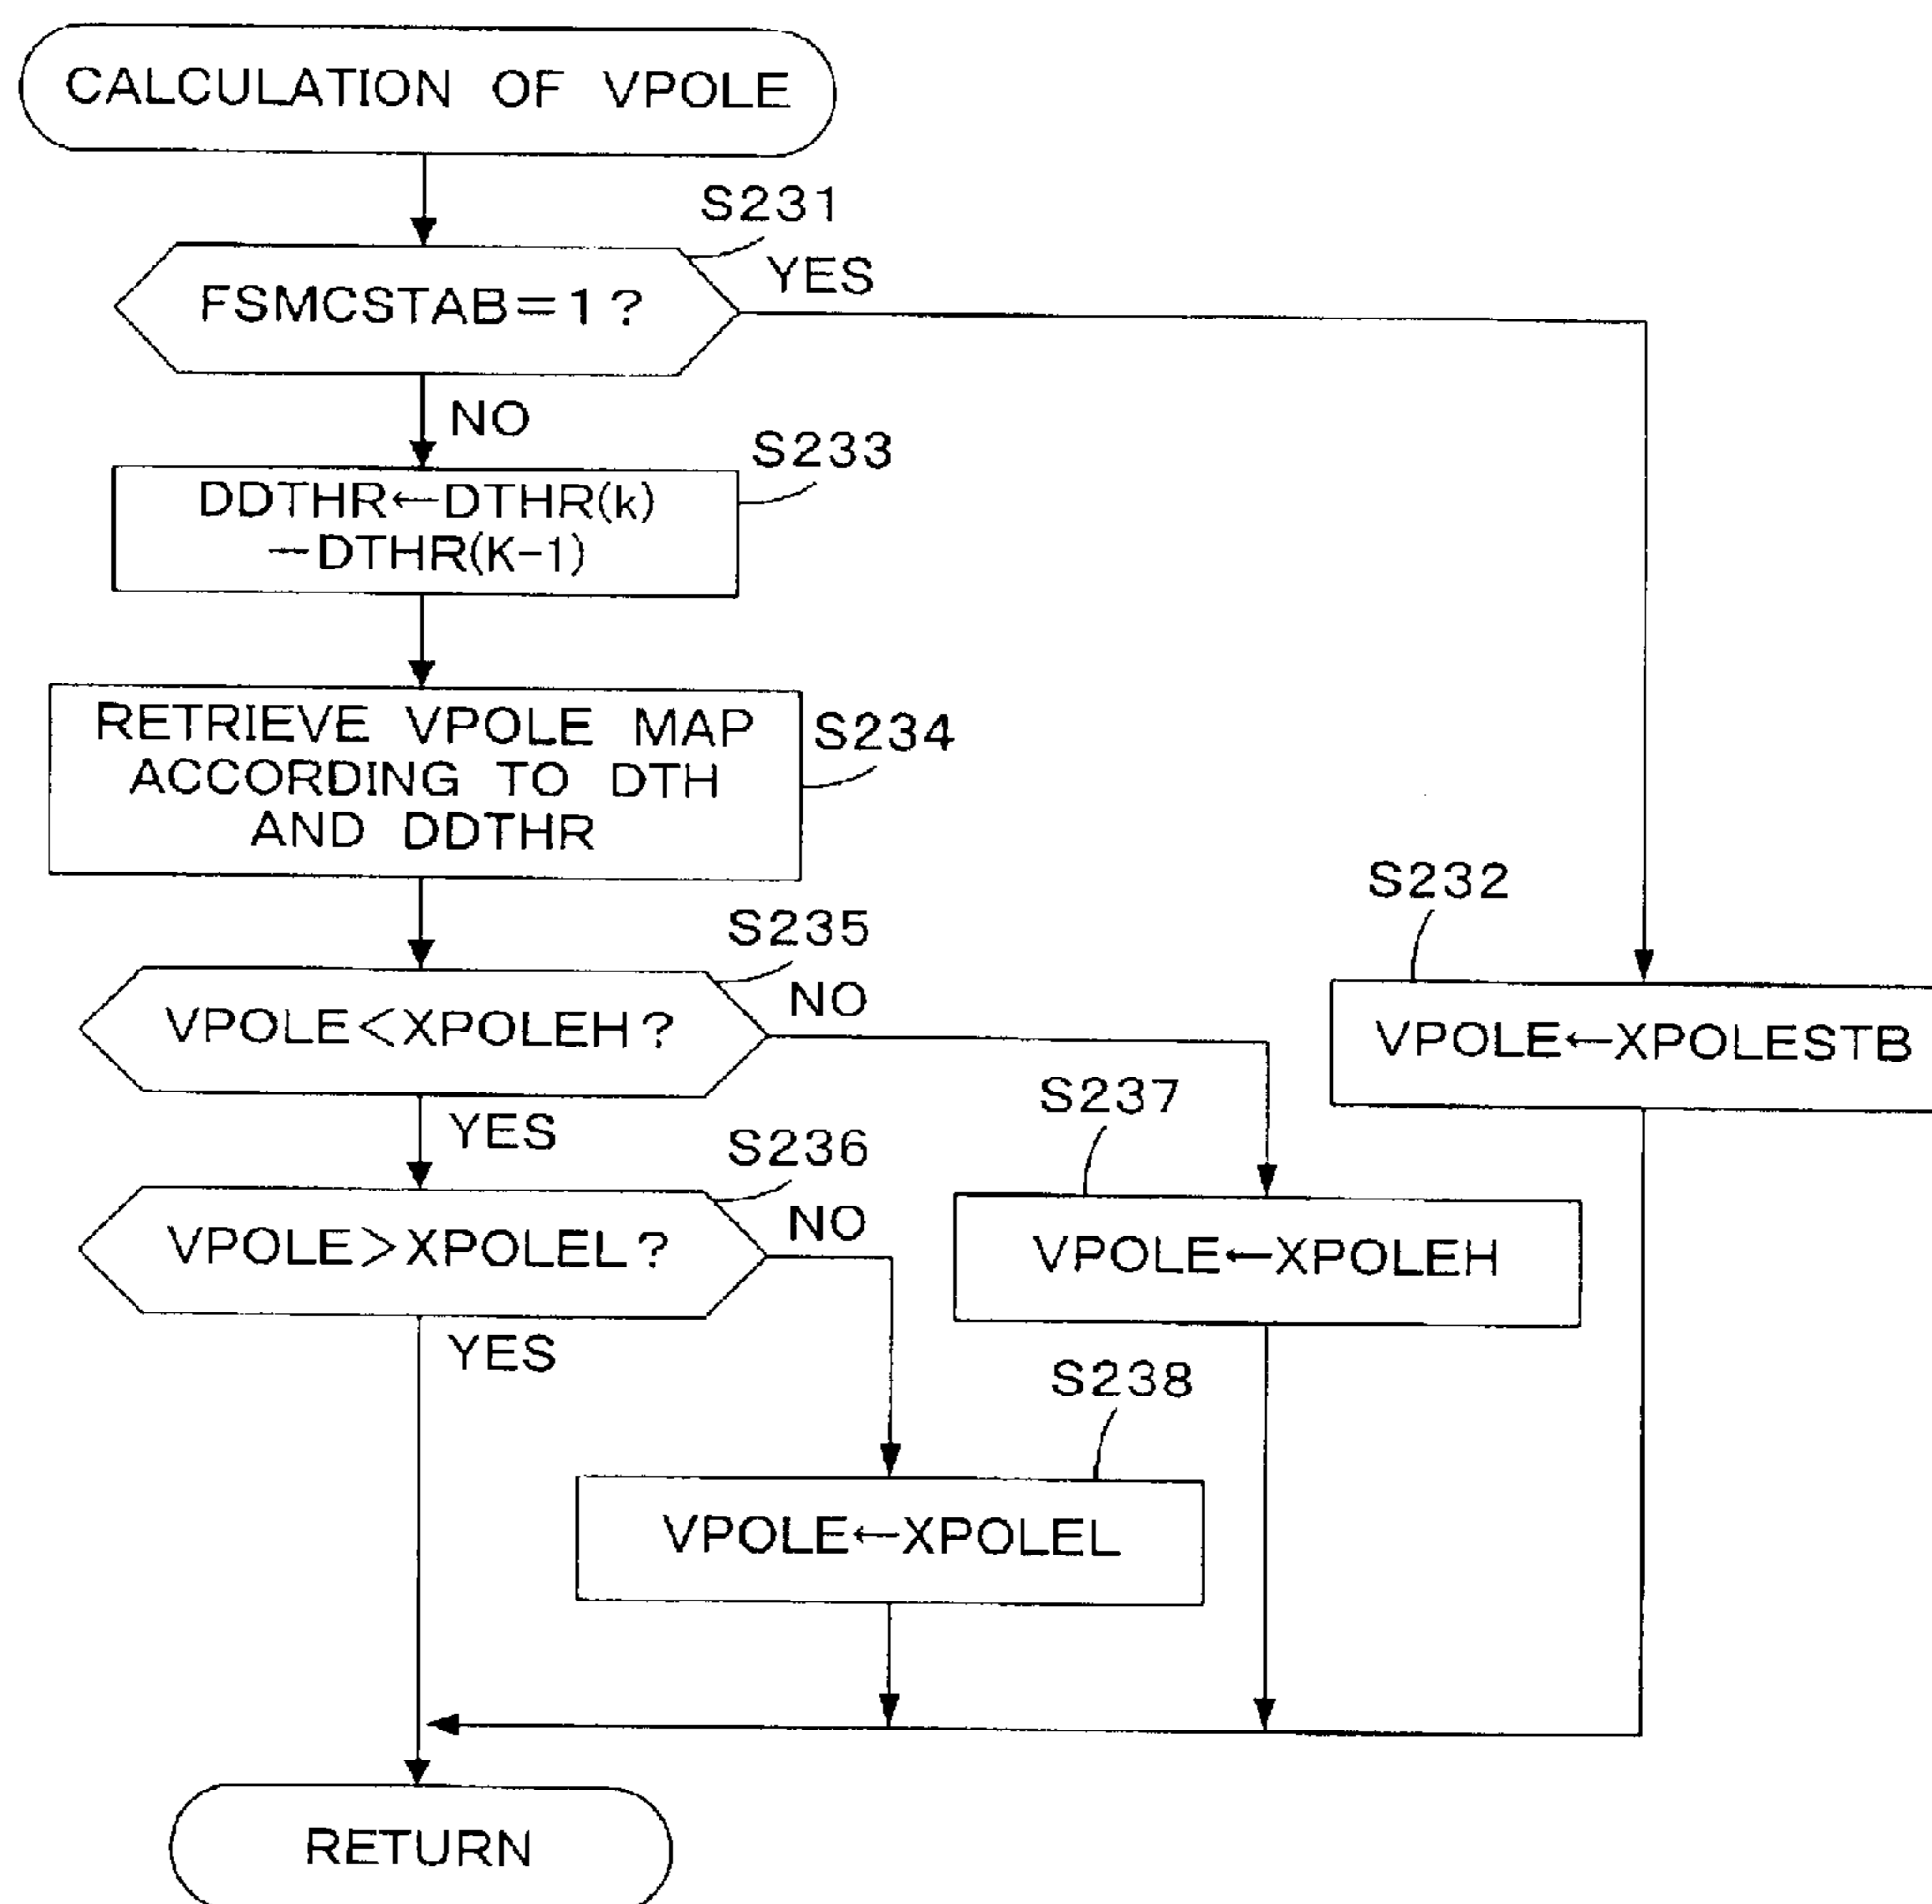 CALCULATION OF VPOLE
S231
FSMCSTAB=1?
YES
NO
S233
DDTHR←DTHR(k)
−DTHR(K-1)
RETRIEVE VPOLE MAP
ACCORDING TO DTH
AND DDTHR
S234
S235
VPOLE<XPOLEH?
NO
YES
S232
VPOLE←XPOLESTB
S236
VPOLE>XPOLEL?
NO
YES
S237
VPOLE←XPOLEH
S238
VPOLE←XPOLEL
RETURN